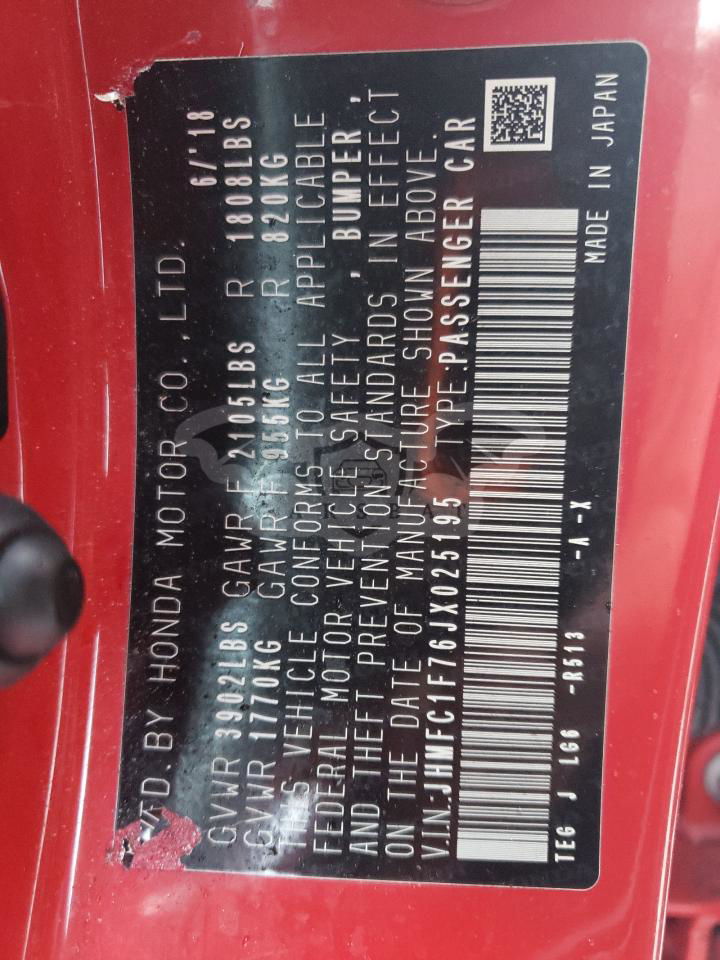 MFD. BY HONDA MOTOR CO., LTD. 6/'18
GVWR 3902LBS GAWR F 2105LBS R 1808LBS
GVWR 1770KG GAWR F 955KG R 820KG
THIS VEHICLE CONFORMS TO ALL APPLICABLE
FEDERAL MOTOR VEHICLE SAFETY , BUMPER ,
AND THEFT PREVENTION STANDARDS IN EFFECT
ON THE DATE OF MANUFACTURE SHOWN ABOVE.
V.I.N.:JHMFC1F76JX025195 TYPE:PASSENGER CAR
TEG J LG6 -R513 -A -X MADE IN JAPAN